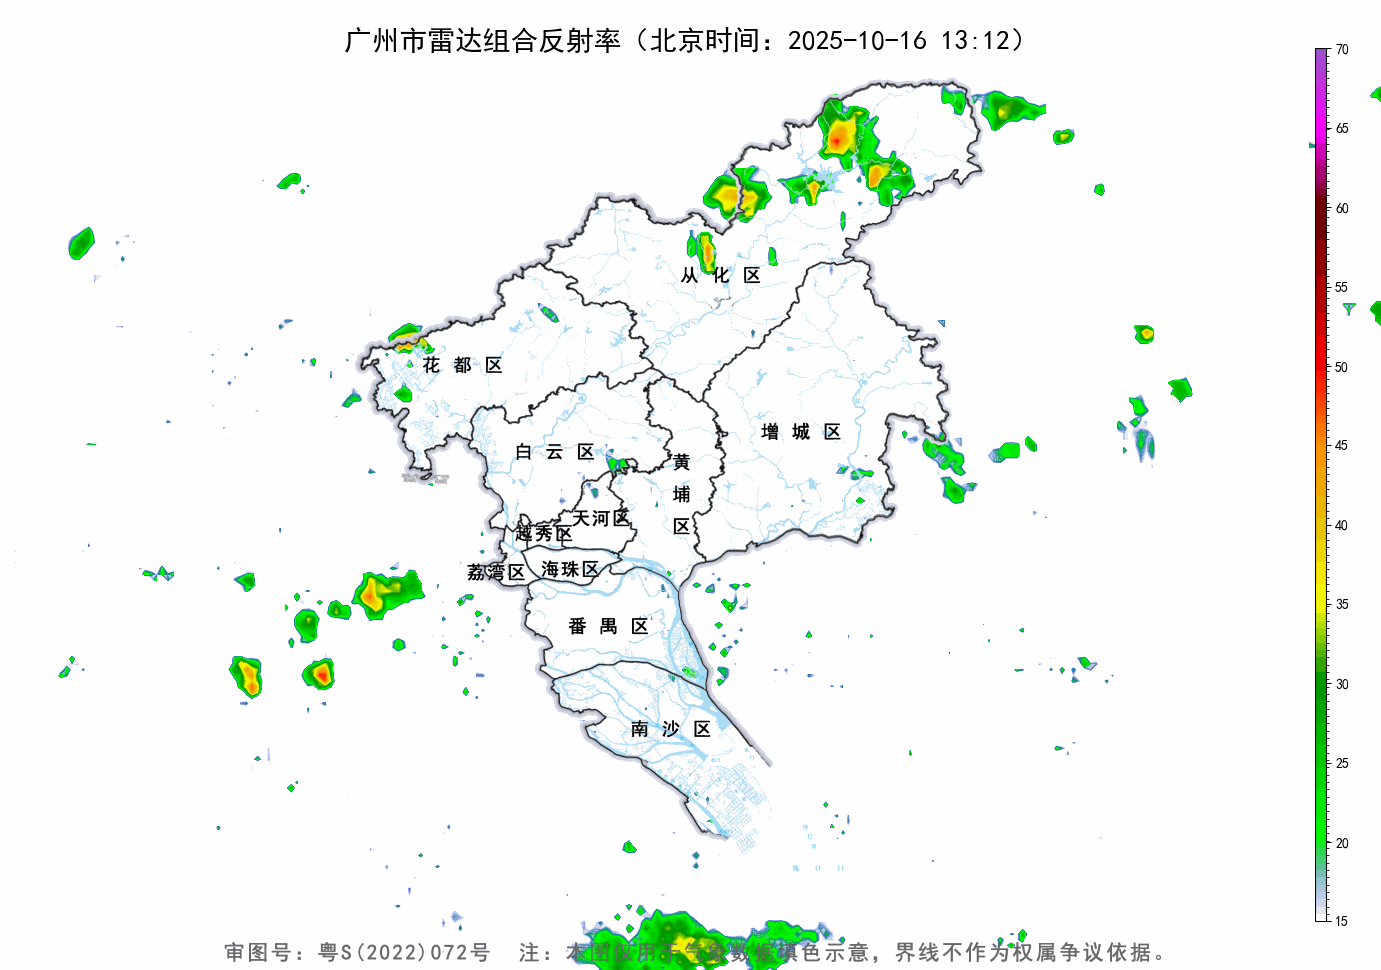 广州市雷达组合反射率（北京时间：2025-10-16 13:12）
70
65
60
55
50
45
40
35
30
25
20
15
从化区
花都区
增城区
白云区
黄埔区
天河区
越秀区
荔湾区
海珠区
番禺区
南沙区
审图号：粤S(2022)072号 注：本图仅用于气象数据填色示意，界线不作为权属争议依据。